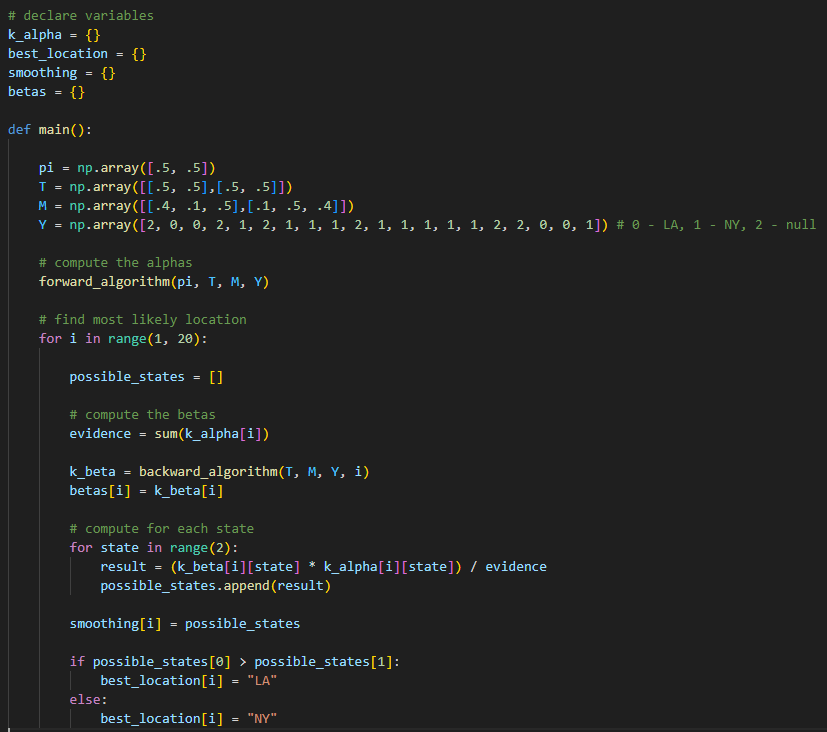 # declare variables
k_alpha = {}
best_location = {}
smoothing = {}
betas = {}
def main():
pi = np.array([.5, .5])
T = np.array([[.5, .5],[.5, .5]])
M = np.array([[.4, .1, .5],[.1, .5, .4]])
Y = np.array([2, 0, 0, 2, 1, 2, 1, 1, 1, 2, 1, 1, 1, 1, 1, 2, 2, 0, 0, 1]) # 0 - LA, 1 - NY, 2 - null
# compute the alphas
forward_algorithm(pi, T, M, Y)
# find most likely location
for i in range(1, 20):
possible_states = []
# compute the betas
evidence = sum(k_alpha[i])
k_beta = backward_algorithm(T, M, Y, i)
betas[i] = k_beta[i]
# compute for each state
for state in range(2):
result = (k_beta[i][state] * k_alpha[i][state]) / evidence
possible_states.append(result)
smoothing[i] = possible_states
if possible_states[0] > possible_states[1]:
best_location[i] = "LA"
else:
best_location[i] = "NY"